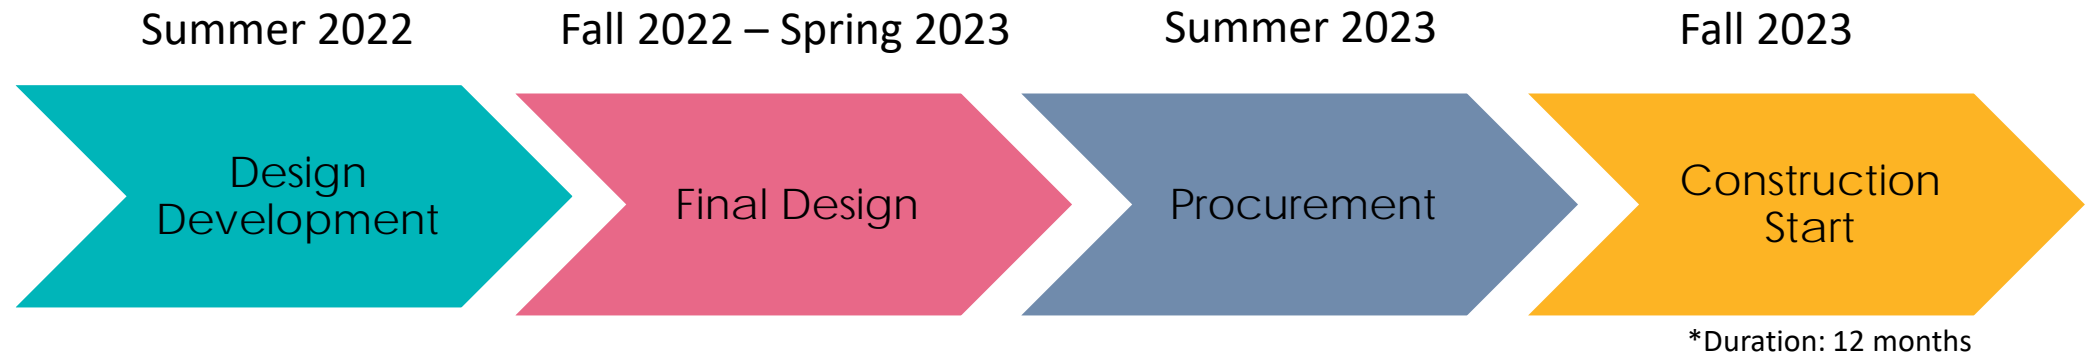 Summer 2022
Fall 2022 – Spring 2023
Summer 2023
Fall 2023
Design
Development
Final Design
Procurement
Construction
Start
*Duration: 12 months